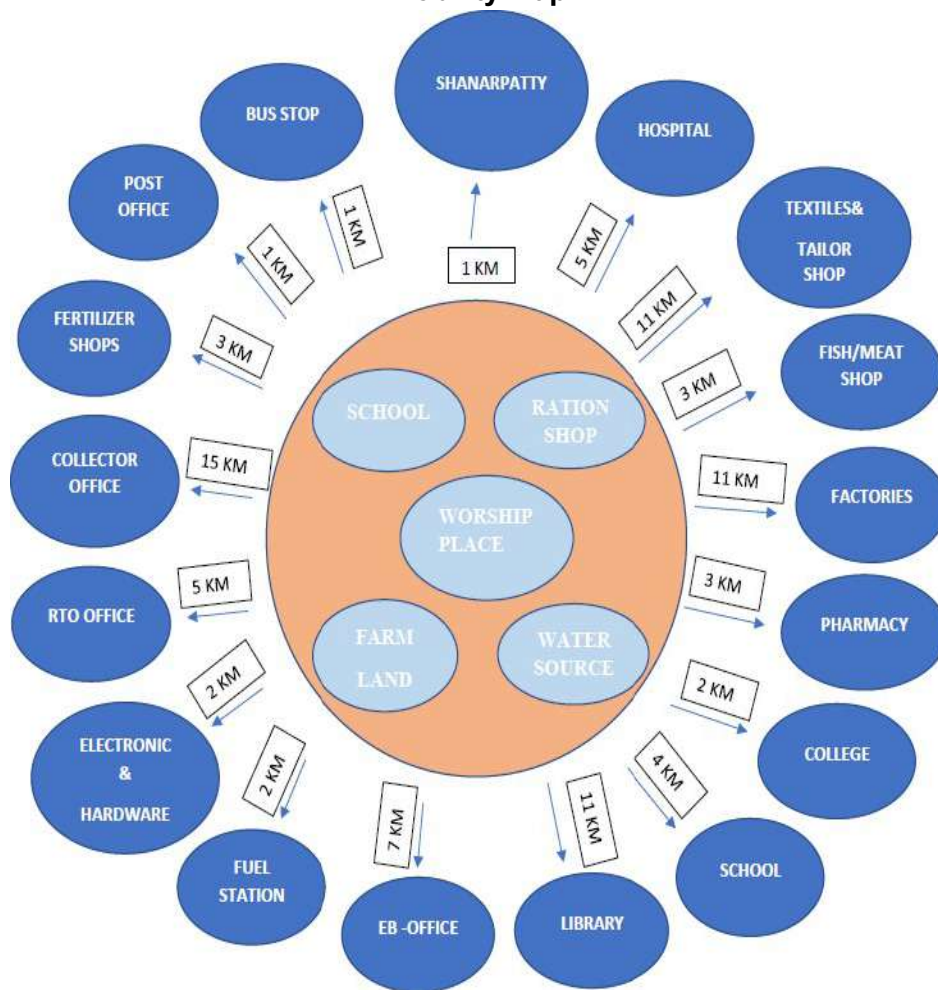 SHANARPATTY
BUS STOP
HOSPITAL
POST
OFFICE
TEXTILES&
TAILOR
SHOP
1 KM
1 KM
1 KM
5 KM
11 KM
FERTILIZER
SHOPS
3 KM
FISH/MEAT
SHOP
3 KM
SCHOOL
RATION
SHOP
COLLECTOR
OFFICE
15 KM
11 KM
FACTORIES
WORSHIP
PLACE
RTO OFFICE
5 KM
3 KM
PHARMACY
FARM
LAND
WATER
SOURCE
2 KM
2 KM
ELECTRONIC
&
HARDWARE
COLLEGE
2 KM
4 KM
FUEL
STATION
7 KM
11 KM
SCHOOL
EB -OFFICE
LIBRARY